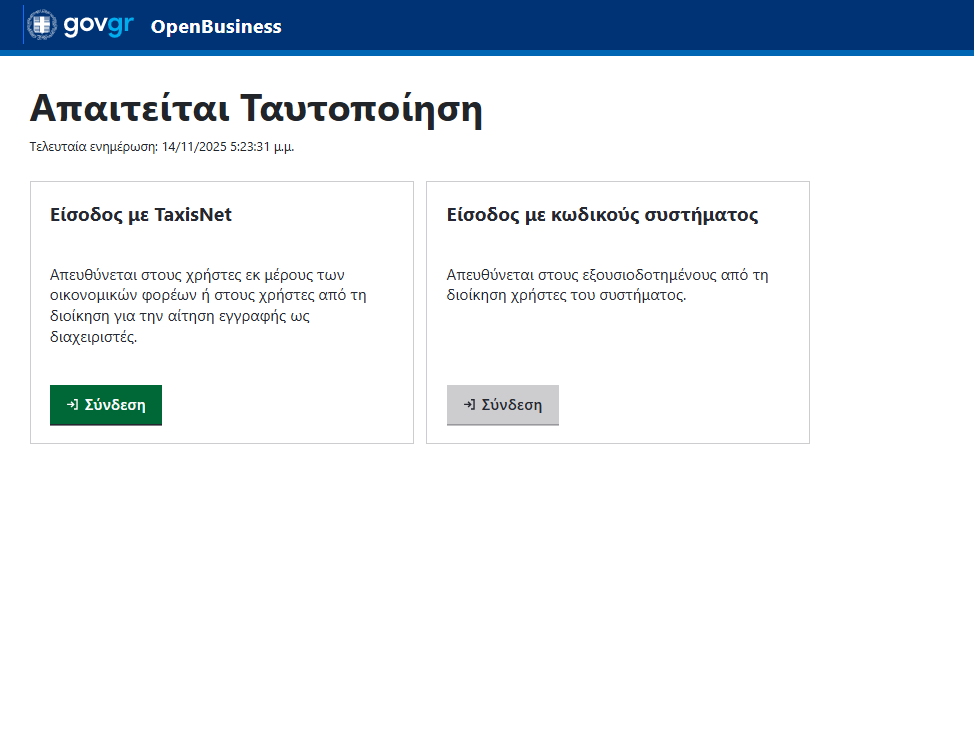 govgr OpenBusiness
Απαιτείται Ταυτοποίηση
Τελευταία ενημέρωση: 14/11/2025 5:23:31 μ.μ.
Είσοδος με TaxisNet
Απευθύνεται στους χρήστες εκ μέρους των
οικονομικών φορέων ή στους χρήστες από τη
διοίκηση για την αίτηση εγγραφής ως
διαχειριστές.
Σύνδεση
Είσοδος με κωδικούς συστήματος
Απευθύνεται στους εξουσιοδοτημένους από τη
διοίκηση χρήστες του συστήματος.
Σύνδεση